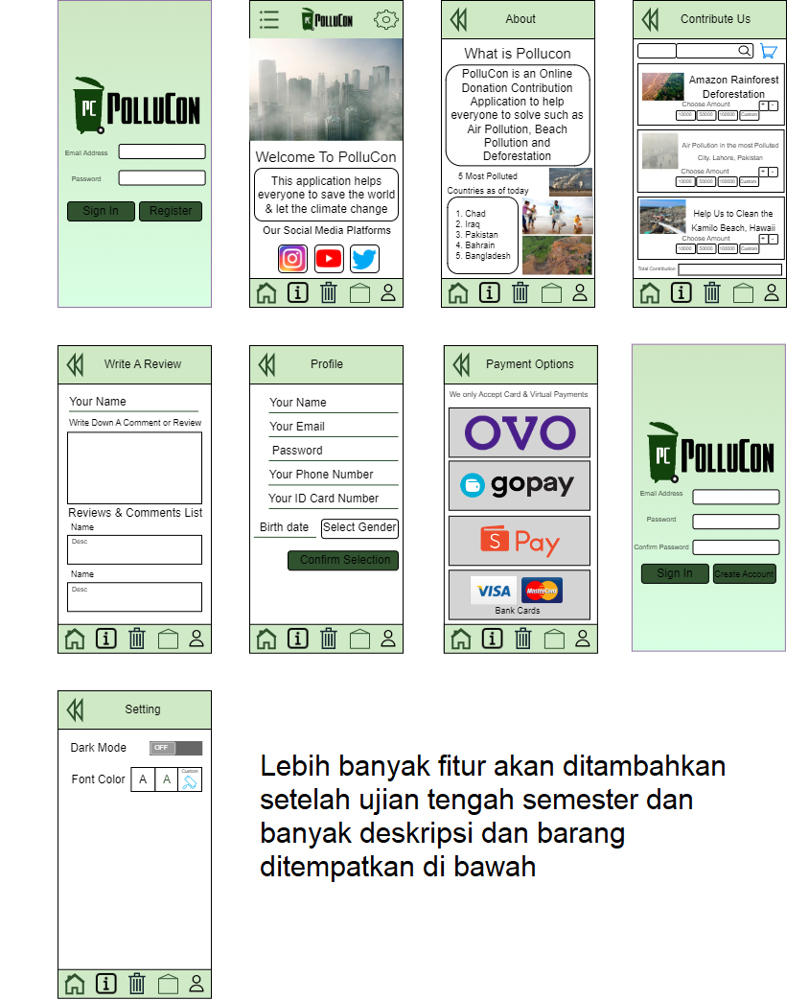 PC
POLLUCON
Email Address
Password
Sign In
Register
POLLUCON
Welcome To PolluCon
This application helps
everyone to save the world
& let the climate change
Our Social Media Platforms
About
What is Pollucon
PolluCon is an Online
Donation Contribution
Application to help
everyone to solve such as
Air Pollution, Beach
Pollution and
Deforestation
5 Most Polluted
Countries as of today
1. Chad
2. Iraq
3. Pakistan
4. Bahrain
5. Bangladesh
Contribute Us
Amazon Rainforest
Deforestation
Choose Amount
+ -
10000 50000 100000 Custom
Air Pollution in the most Polluted
City. Lahore, Pakistan
Choose Amount
+ -
10000 50000 100000 Custom
Help Us to Clean the
Kamilo Beach, Hawaii
Choose Amount
+ -
10000 50000 100000 Custom
Total Contribution
Write A Review
Your Name
Write Down A Comment or Review
Reviews & Comments List
Name
Desc
Name
Desc
Profile
Your Name
Your Email
Password
Your Phone Number
Your ID Card Number
Birth date
Select Gender
Confirm Selection
Payment Options
We only Accept Card & Virtual Payments
OVO
gopay
S Pay
VISA MasterCard
Bank Cards
PC
POLLUCON
Email Address
Password
Confirm Password
Sign In
Create Account
Setting
Dark Mode
OFF
Font Color
A A Custom
Lebih banyak fitur akan ditambahkan
setelah ujian tengah semester dan
banyak deskripsi dan barang
ditempatkan di bawah